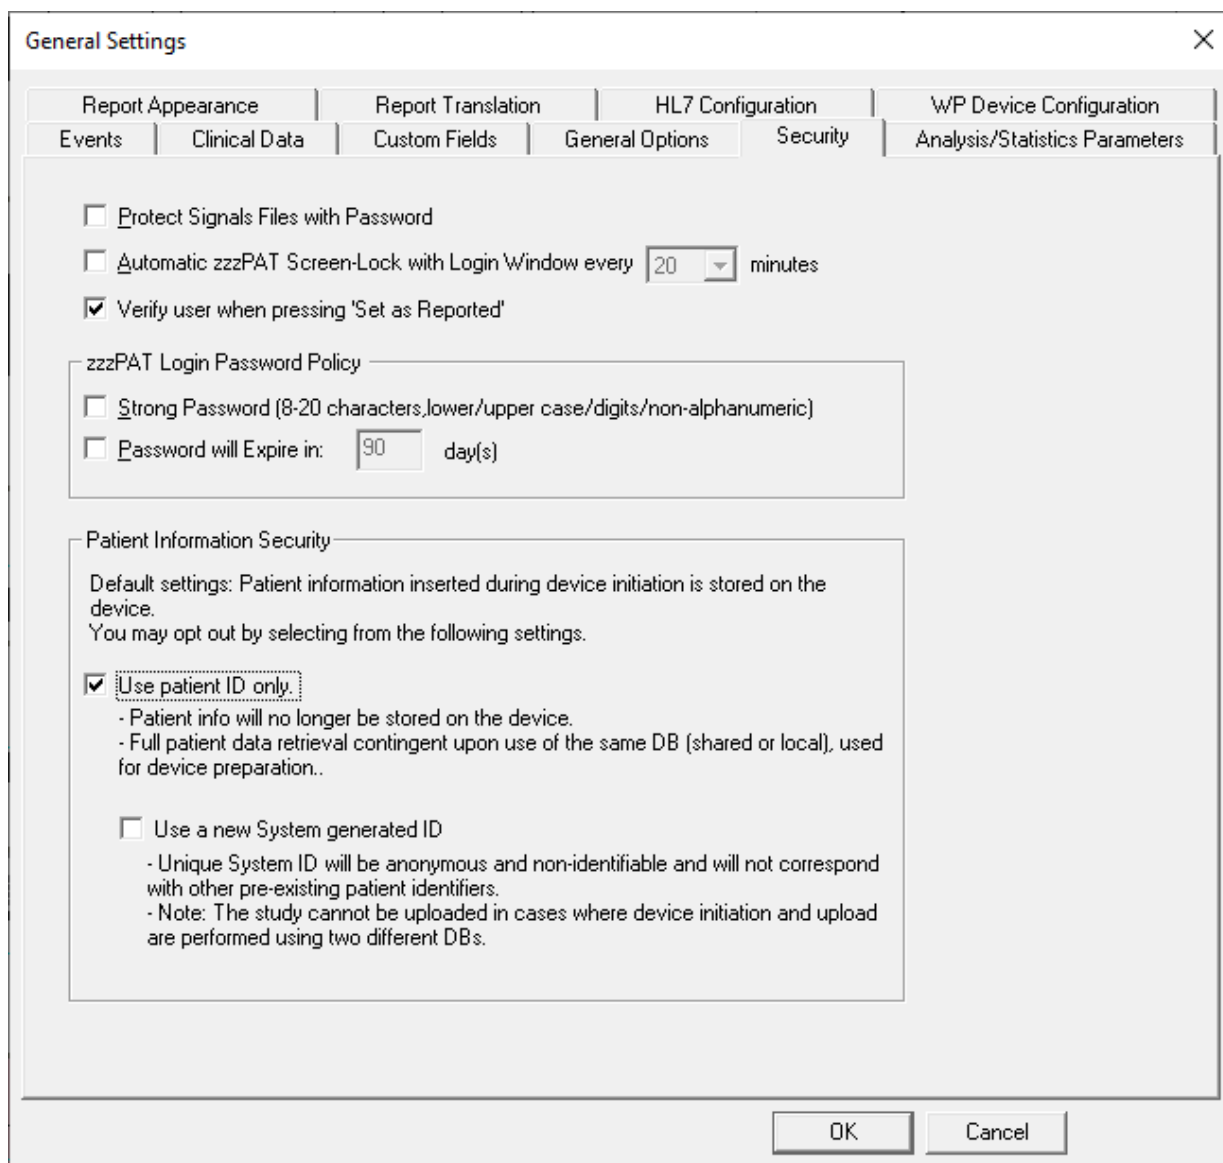 General Settings
Report Appearance Report Translation HL7 Configuration WP Device Configuration
Events Clinical Data Custom Fields General Options Security Analysis/Statistics Parameters
Protect Signals Files with Password
Automatic zzzPAT Screen-Lock with Login Window every 20 minutes
Verify user when pressing 'Set as Reported'
zzzPAT Login Password Policy
Strong Password (8-20 characters,lower/upper case/digits/non-alphanumeric)
Password will Expire in: 90 day(s)
Patient Information Security
Default settings: Patient information inserted during device initiation is stored on the
device.
You may opt out by selecting from the following settings.
Use patient ID only.
- Patient info will no longer be stored on the device.
- Full patient data retrieval contingent upon use of the same DB (shared or local), used
for device preparation..
Use a new System generated ID
- Unique System ID will be anonymous and non-identifiable and will not correspond
with other pre-existing patient identifiers.
- Note: The study cannot be uploaded in cases where device initiation and upload
are performed using two different DBs.
OK Cancel